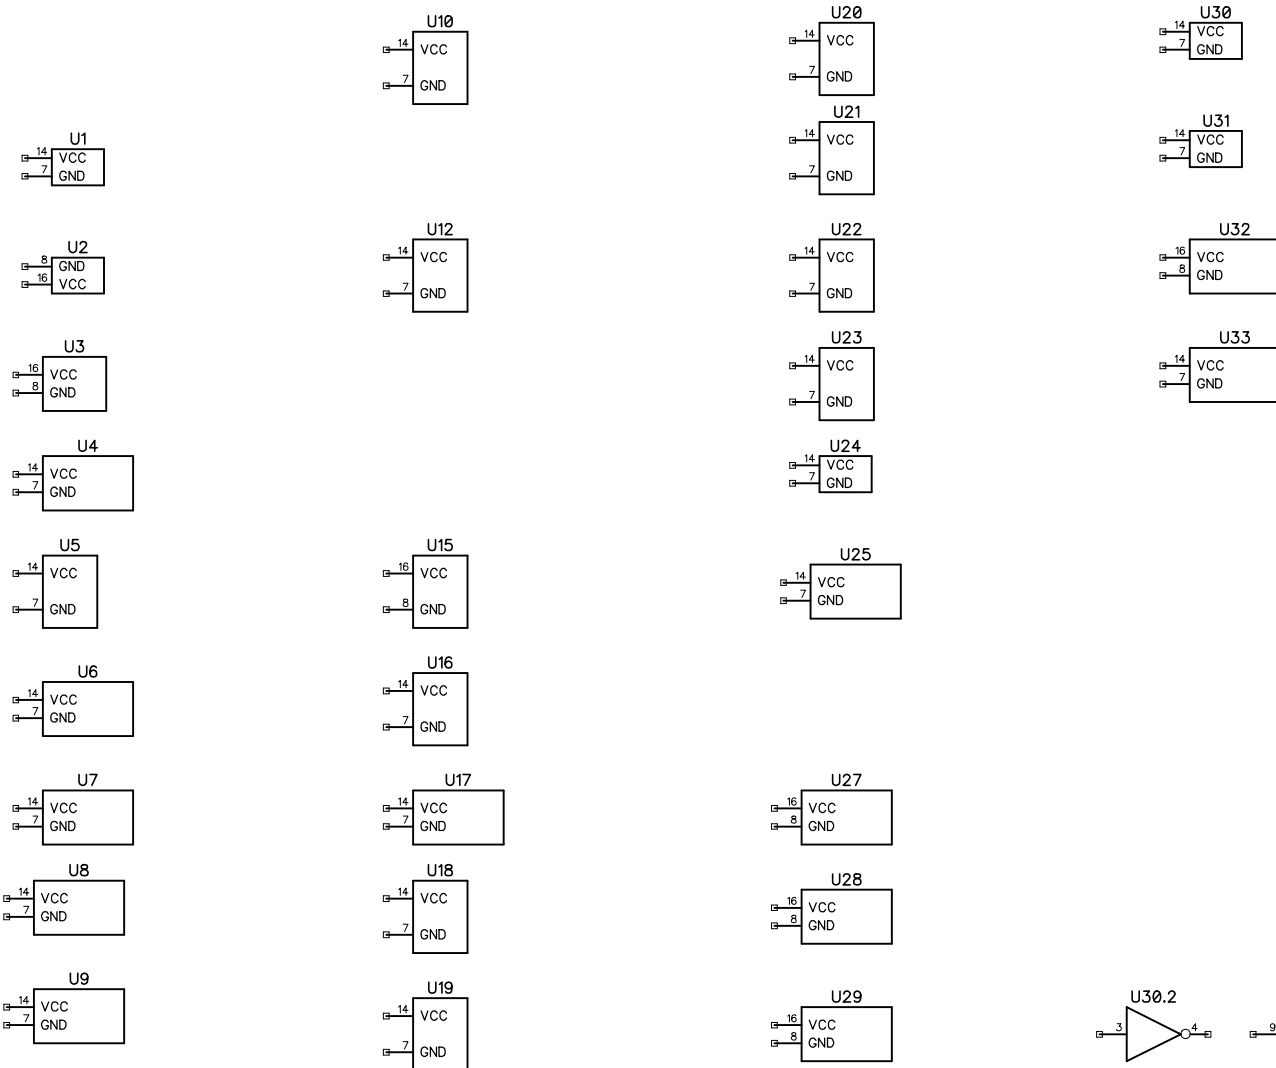 U1
14 VCC
7 GND
U2
8 GND
16 VCC
U3
16 VCC
8 GND
U4
14 VCC
7 GND
U5
14 VCC
7 GND
U6
14 VCC
7 GND
U7
14 VCC
7 GND
U8
14 VCC
7 GND
U9
14 VCC
7 GND
U10
14 VCC
7 GND
U12
14 VCC
7 GND
U15
16 VCC
8 GND
U16
14 VCC
7 GND
U17
14 VCC
7 GND
U18
14 VCC
7 GND
U19
14 VCC
7 GND
U20
14 VCC
7 GND
U21
14 VCC
7 GND
U22
14 VCC
7 GND
U23
14 VCC
7 GND
U24
14 VCC
7 GND
U25
14 VCC
7 GND
U27
16 VCC
8 GND
U28
16 VCC
8 GND
U29
16 VCC
8 GND
U30
14 VCC
7 GND
U31
14 VCC
7 GND
U32
16 VCC
8 GND
U33
14 VCC
7 GND
U30.2
3 4 9